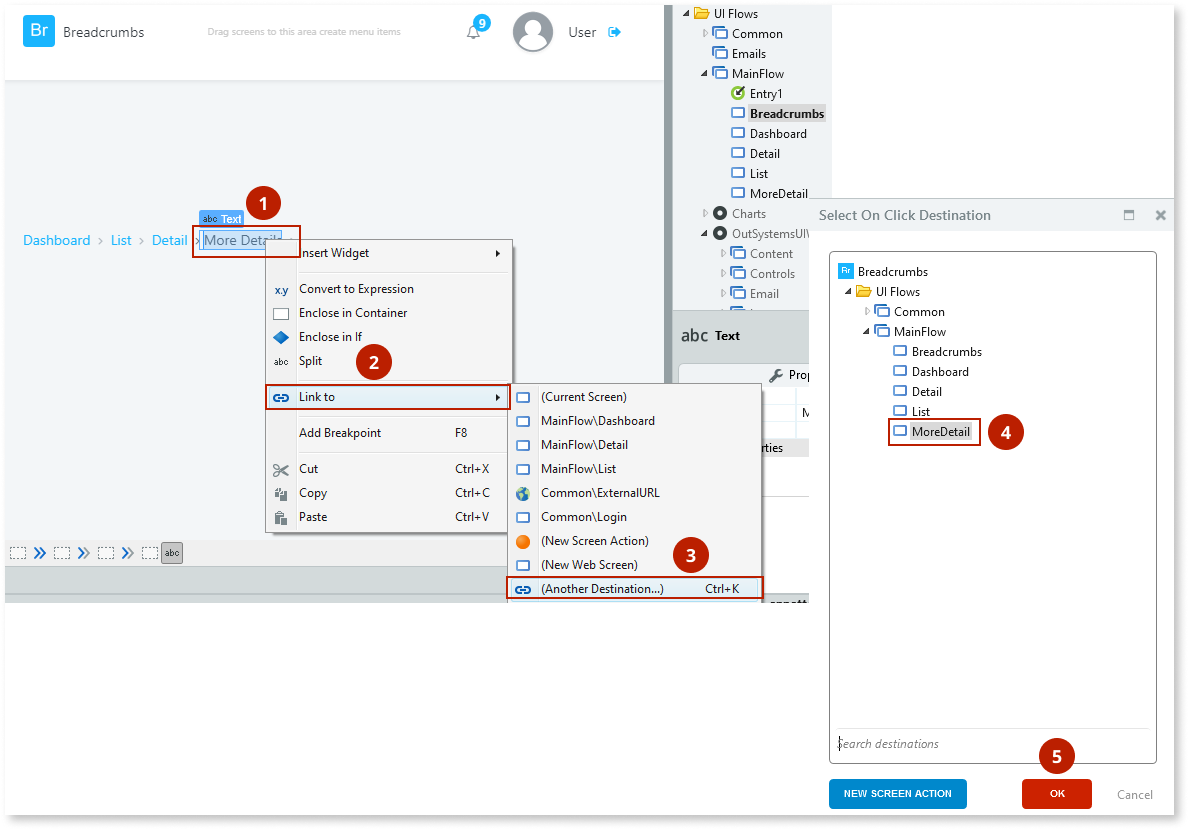 Br Breadcrumbs
Drag screens to this area create menu items
9
User
1
abc Text
Dashboard
List
Detail
More Details
Insert Widget
x.y Convert to Expression
Enclose in Container
Enclose in If
abc Split
2
Link to
Add Breakpoint F8
Cut Ctrl+X
Copy Ctrl+C
Paste Ctrl+V
abc
(Current Screen)
MainFlow\Dashboard
MainFlow\Detail
MainFlow\List
Common\ExternalURL
Common\Login
(New Screen Action)
3
(New Web Screen)
(Another Destination...) Ctrl+K
UI Flows
Common
Emails
MainFlow
Entry1
Breadcrumbs
Dashboard
Detail
List
MoreDetail
Charts
OutSystemsUIW
Content
Controls
Email
abc Text
Select On Click Destination
Br Breadcrumbs
UI Flows
Common
MainFlow
Breadcrumbs
Dashboard
Detail
List
MoreDetail
4
Search destinations
5
NEW SCREEN ACTION
OK
Cancel